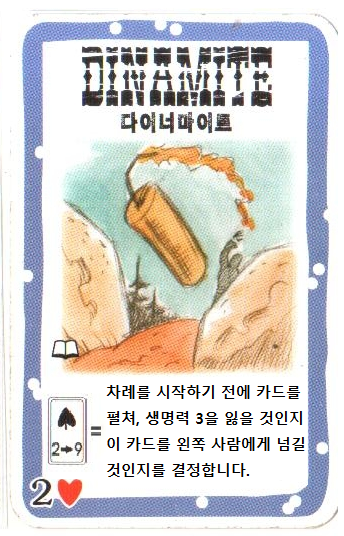 DINAMITE
다이너마이트
차례를 시작하기 전에 카드를
펼쳐, 생명력 3을 잃을 것인지
이 카드를 왼쪽 사람에게 넘길
것인지를 결정합니다.
♠
2➔9
=
2♥